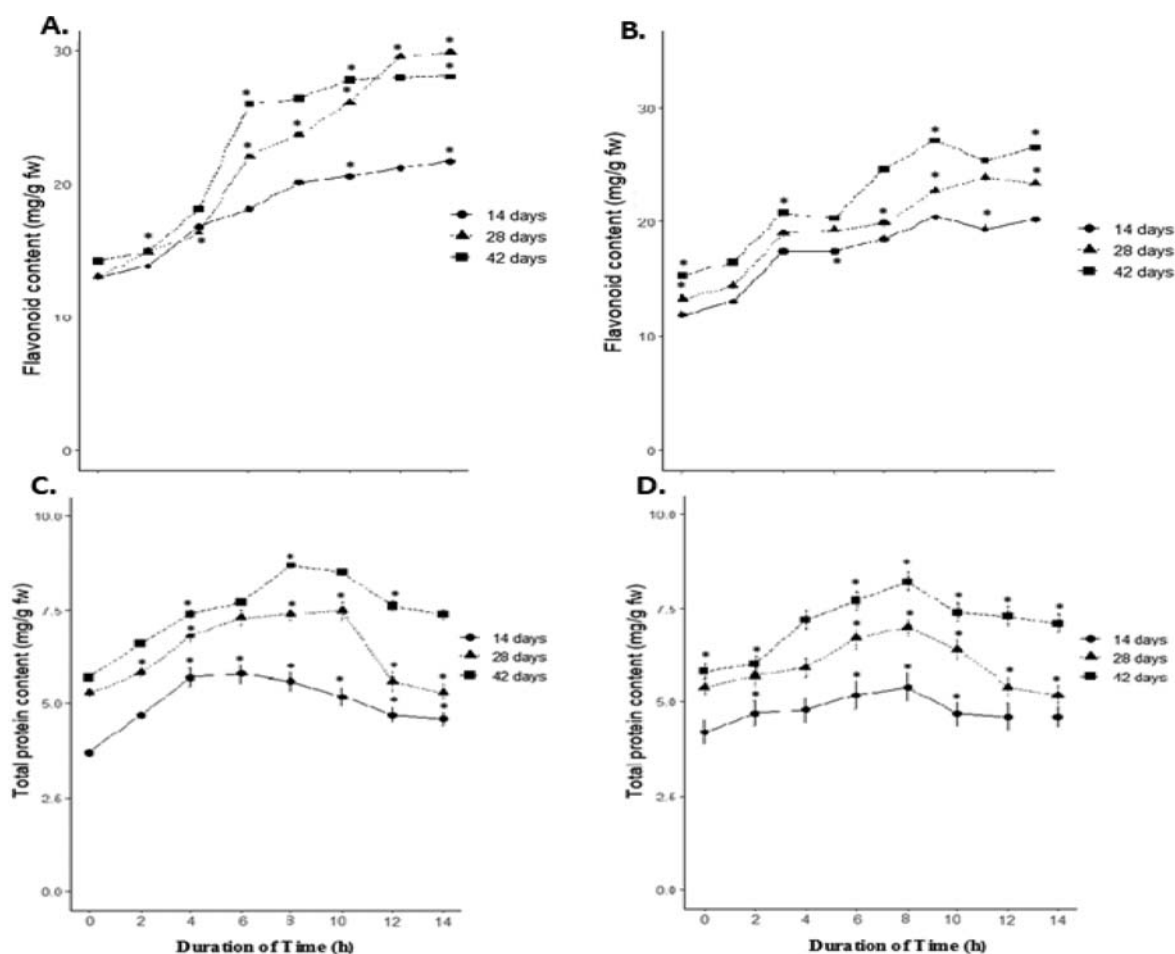 A.
Flavonoid content (mg/g fw)
30
20
10
0
14 days
28 days
42 days
B.
Flavonoid content (mg/g fw)
30
20
10
0
14 days
28 days
42 days
C.
Total protein content (mg/g fw)
10.0
7.5
5.0
2.5
0.0
0 2 4 6 8 10 12 14
Duration of Time (h)
14 days
28 days
42 days
D.
Total protein content (mg/g fw)
10.0
7.5
5.0
2.5
0.0
0 2 4 6 8 10 12 14
Duration of Time (h)
14 days
28 days
42 days